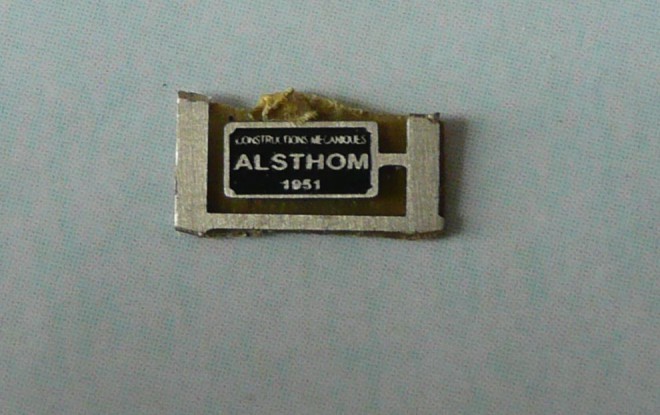 CONSTRUCTIONS MECANIQUES
ALSTHOM
1951